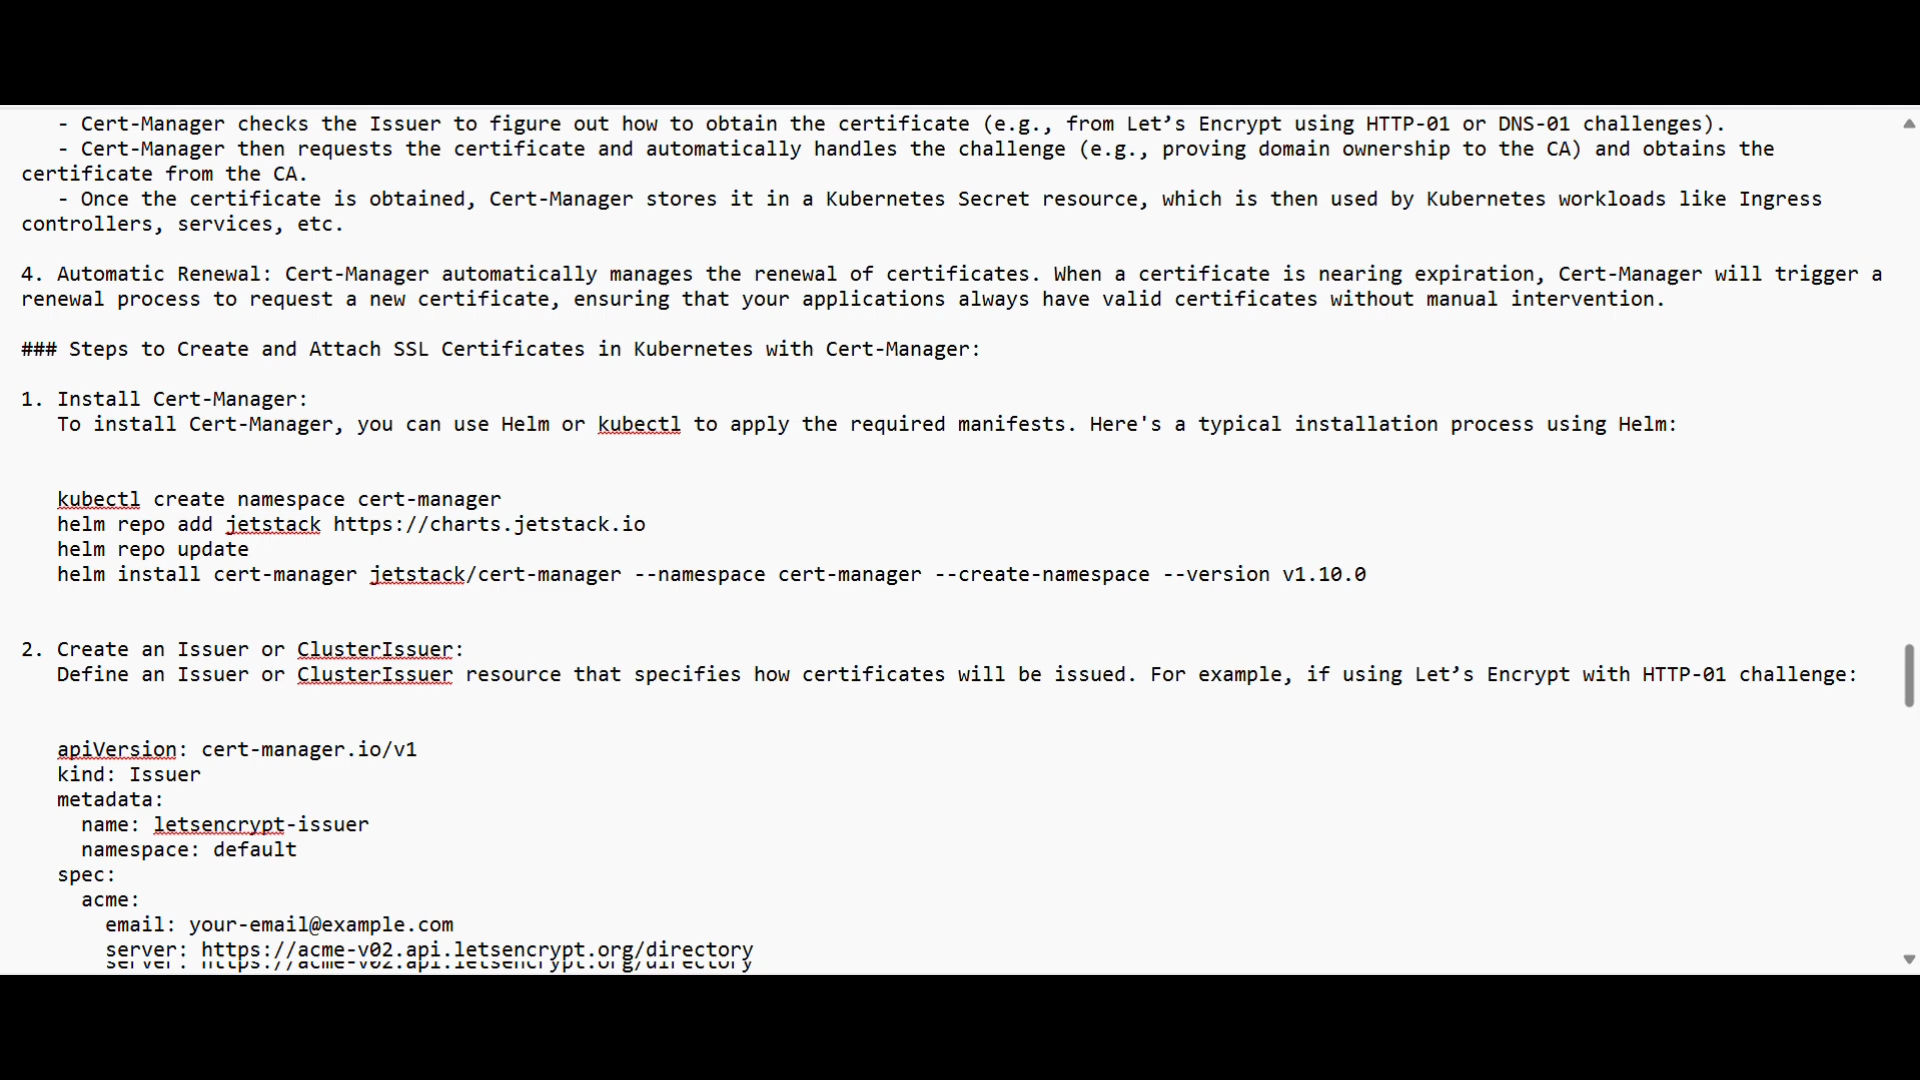 - Cert-Manager checks the Issuer to figure out how to obtain the certificate (e.g., from Let’s Encrypt using HTTP-01 or DNS-01 challenges).
- Cert-Manager then requests the certificate and automatically handles the challenge (e.g., proving domain ownership to the CA) and obtains the
certificate from the CA.
- Once the certificate is obtained, Cert-Manager stores it in a Kubernetes Secret resource, which is then used by Kubernetes workloads like Ingress
controllers, services, etc.
4. Automatic Renewal: Cert-Manager automatically manages the renewal of certificates. When a certificate is nearing expiration, Cert-Manager will trigger a
renewal process to request a new certificate, ensuring that your applications always have valid certificates without manual intervention.
### Steps to Create and Attach SSL Certificates in Kubernetes with Cert-Manager:
1. Install Cert-Manager:
To install Cert-Manager, you can use Helm or kubectl to apply the required manifests. Here's a typical installation process using Helm:
kubectl create namespace cert-manager
helm repo add jetstack https://charts.jetstack.io
helm repo update
helm install cert-manager jetstack/cert-manager --namespace cert-manager --create-namespace --version v1.10.0
2. Create an Issuer or ClusterIssuer:
Define an Issuer or ClusterIssuer resource that specifies how certificates will be issued. For example, if using Let’s Encrypt with HTTP-01 challenge:
apiVersion: cert-manager.io/v1
kind: Issuer
metadata:
name: letsencrypt-issuer
namespace: default
spec:
acme:
email: your-email@example.com
server: https://acme-v02.api.letsencrypt.org/directory
server: https://acme-v02.api.letsencrypt.org/directory